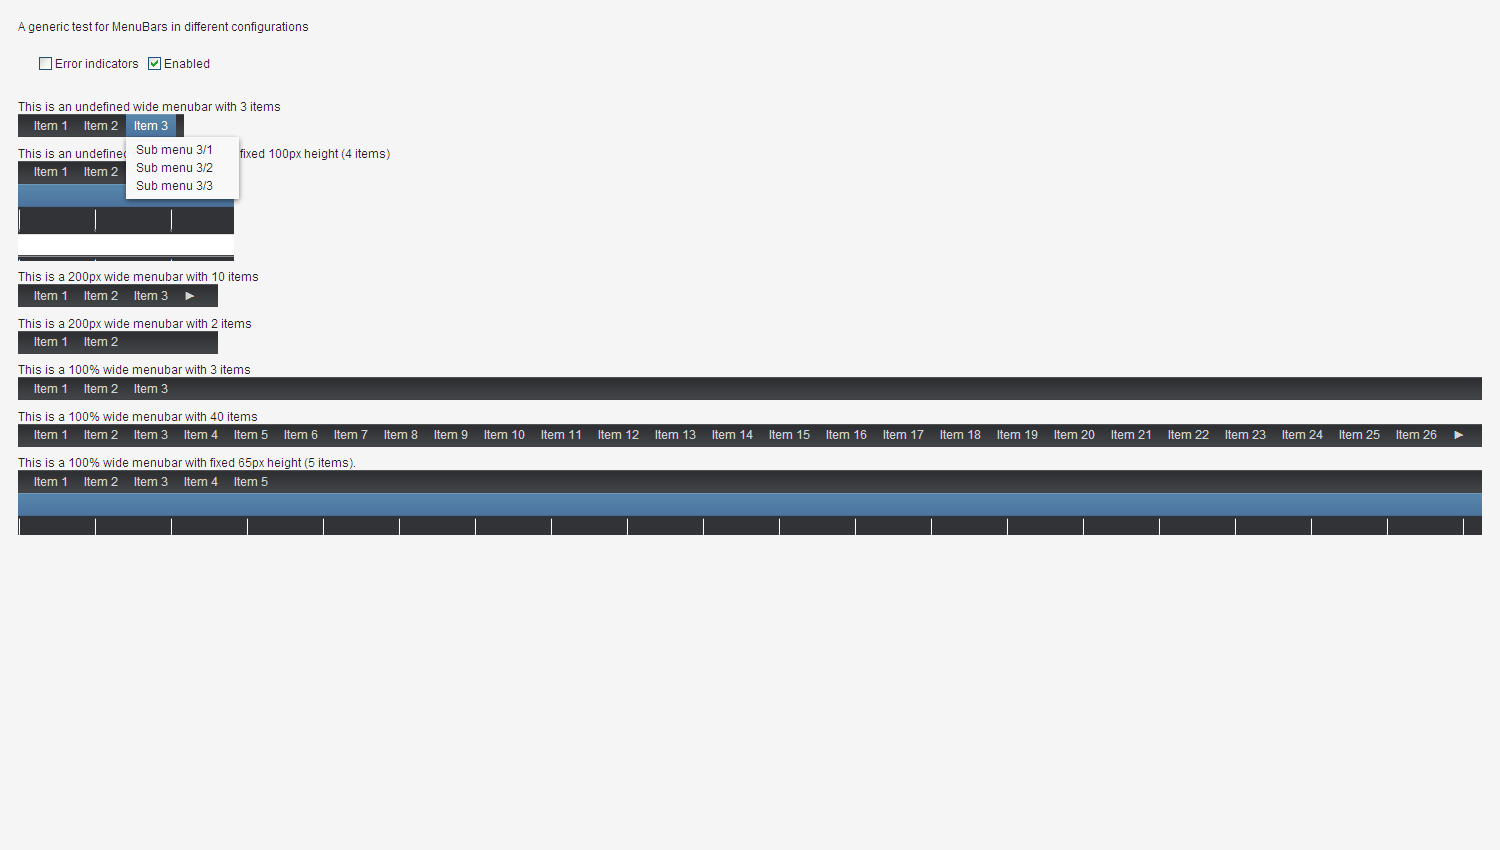 A generic test for MenuBars in different configurations
Error indicators Enabled
This is an undefined wide menubar with 3 items
Item 1 Item 2 Item 3
Sub menu 3/1
Sub menu 3/2
Sub menu 3/3
This is an fixed 100px height (4 items)
Item 1 Item 2
This is a 200px wide menubar with 10 items
Item 1 Item 2 Item 3 ►
This is a 200px wide menubar with 2 items
Item 1 Item 2
This is a 100% wide menubar with 3 items
Item 1 Item 2 Item 3
This is a 100% wide menubar with 40 items
Item 1 Item 2 Item 3 Item 4 Item 5 Item 6 Item 7 Item 8 Item 9 Item 10 Item 11 Item 12 Item 13 Item 14 Item 15 Item 16 Item 17 Item 18 Item 19 Item 20 Item 21 Item 22 Item 23 Item 24 Item 25 Item 26 ►
This is a 100% wide menubar with fixed 65px height (5 items).
Item 1 Item 2 Item 3 Item 4 Item 5